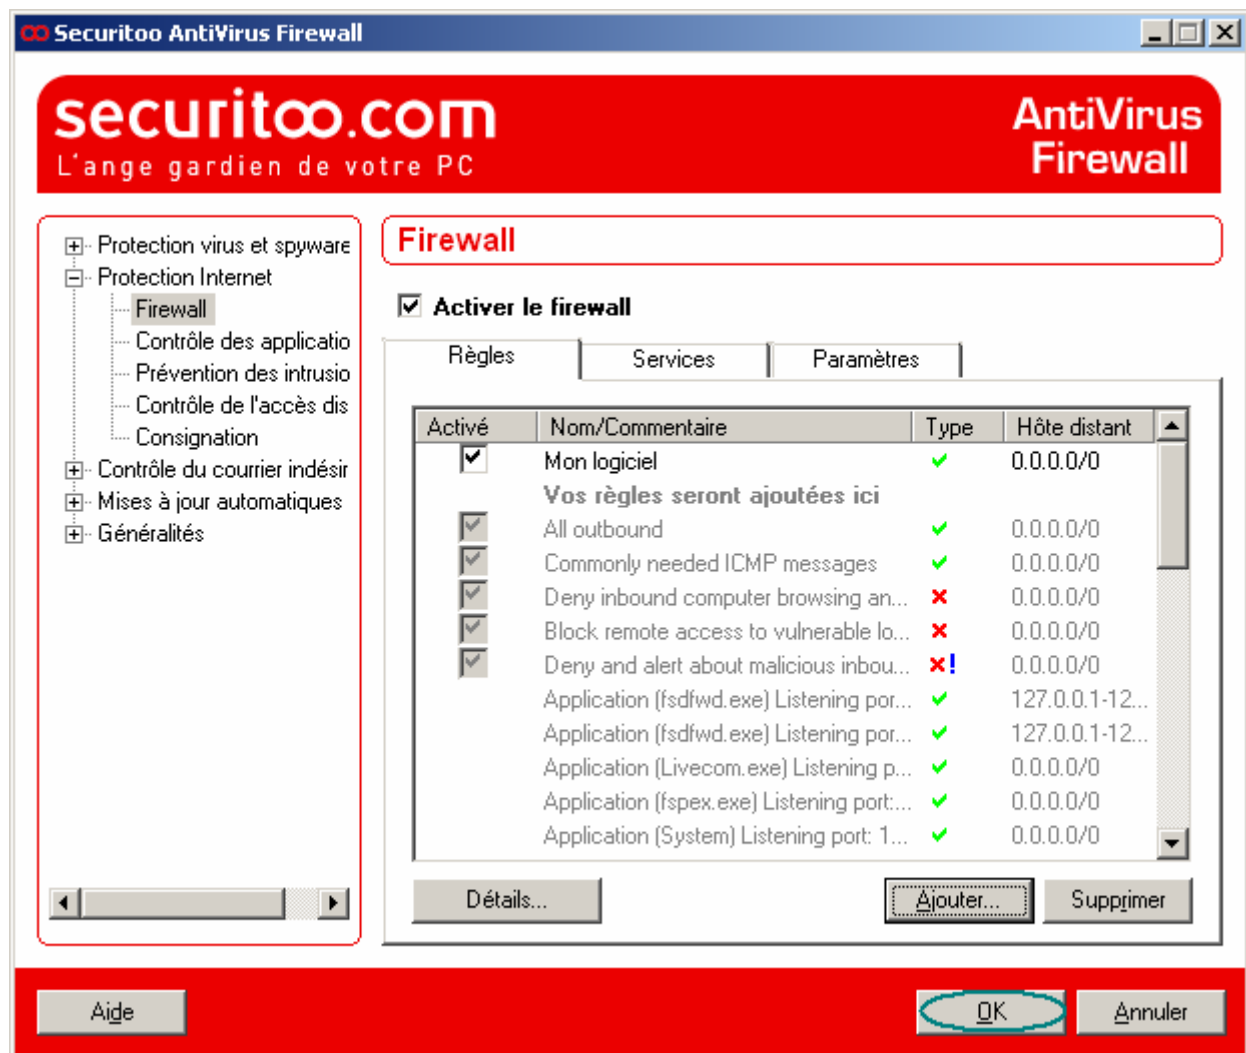 Securitoo AntiVirus Firewall
securitoo.com
L'ange gardien de votre PC
AntiVirus
Firewall
Protection virus et spyware
Protection Internet
Firewall
Contrôle des applicatio
Prévention des intrusio
Contrôle de l'accès dis
Consignation
Contrôle du courrier indésir
Mises à jour automatiques
Généralités
Firewall
Activer le firewall
Règles Services Paramètres
Activé Nom/Commentaire Type Hôte distant
Mon logiciel 0.0.0.0/0
Vos règles seront ajoutées ici
All outbound 0.0.0.0/0
Commonly needed ICMP messages 0.0.0.0/0
Deny inbound computer browsing an... 0.0.0.0/0
Block remote access to vulnerable lo... 0.0.0.0/0
Deny and alert about malicious inbou... ! 0.0.0.0/0
Application (fsdfwd.exe) Listening por... 127.0.0.1-12...
Application (fsdfwd.exe) Listening por... 127.0.0.1-12...
Application (Livecom.exe) Listening p... 0.0.0.0/0
Application (fspex.exe) Listening port:... 0.0.0.0/0
Application (System) Listening port: 1... 0.0.0.0/0
Détails... Ajouter... Supprimer
Aide OK Annuler